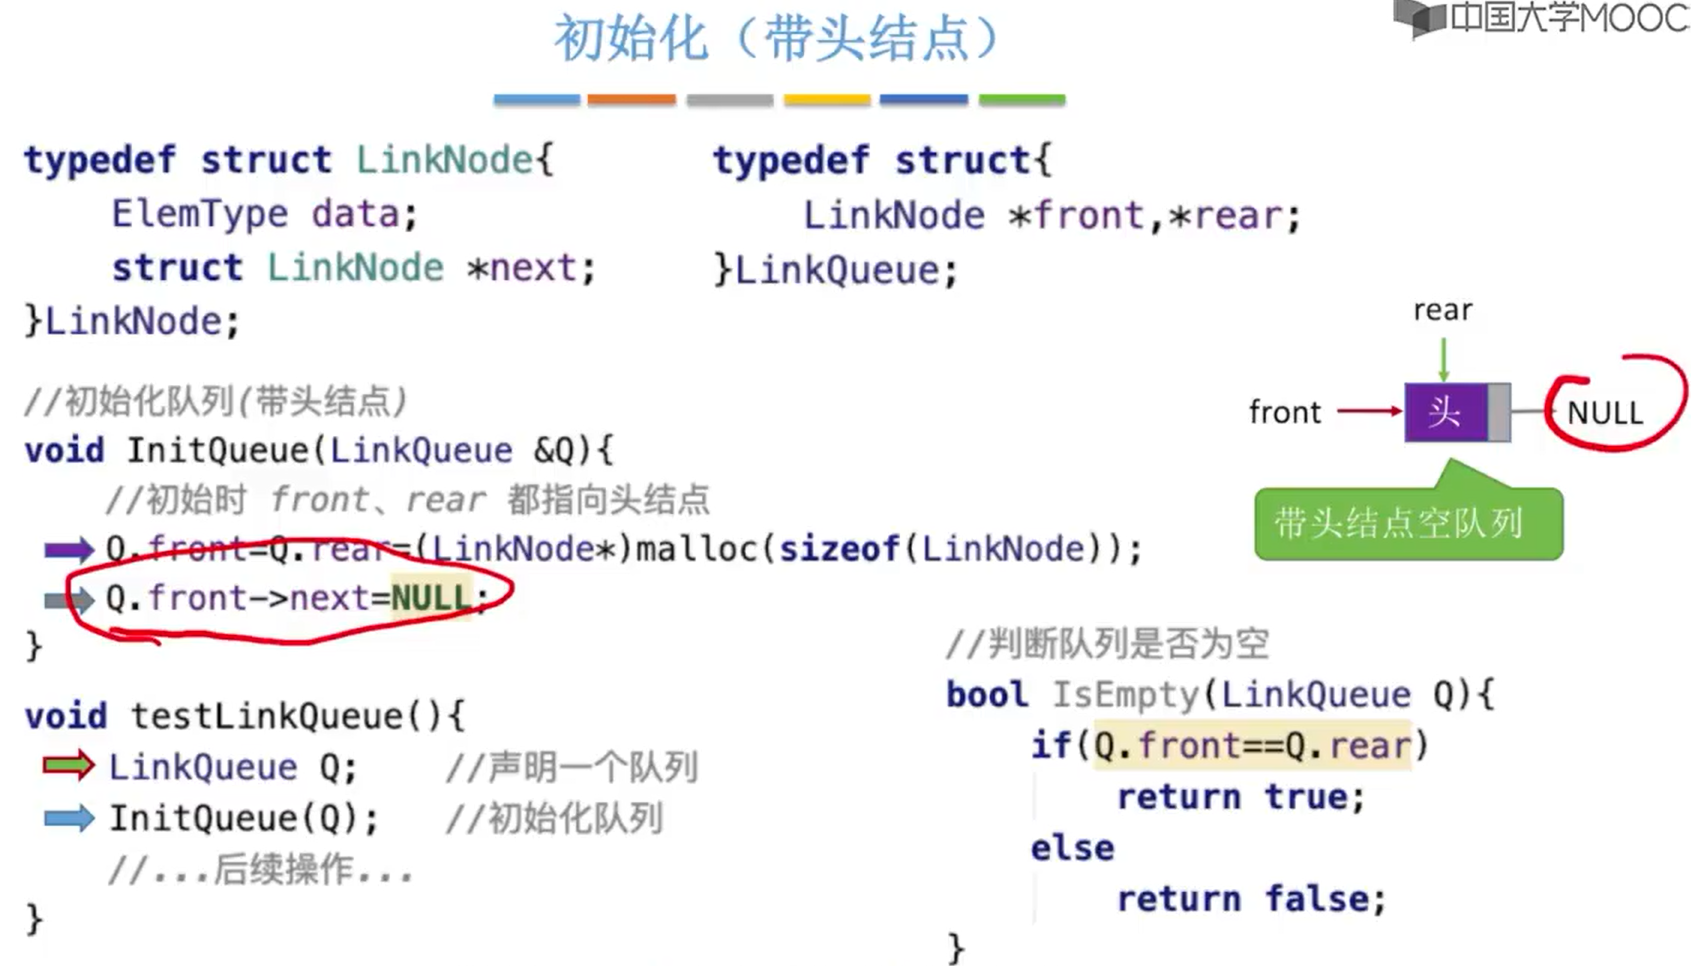 初始化（带头结点）
中国大学MOOC
typedef struct LinkNode{
    ElemType data;
    struct LinkNode *next;
}LinkNode;
typedef struct{
    LinkNode *front,*rear;
}LinkQueue;
rear
front
头
NULL
带头结点空队列
//初始化队列(带头结点)
void InitQueue(LinkQueue &Q){
    //初始时 front、rear 都指向头结点
    Q.front=Q.rear=(LinkNode*)malloc(sizeof(LinkNode));
    Q.front->next=NULL;
}
void testLinkQueue(){
    LinkQueue Q;    //声明一个队列
    InitQueue(Q);   //初始化队列
    //...后续操作...
}
//判断队列是否为空
bool IsEmpty(LinkQueue Q){
    if(Q.front==Q.rear)
        return true;
    else
        return false;
}